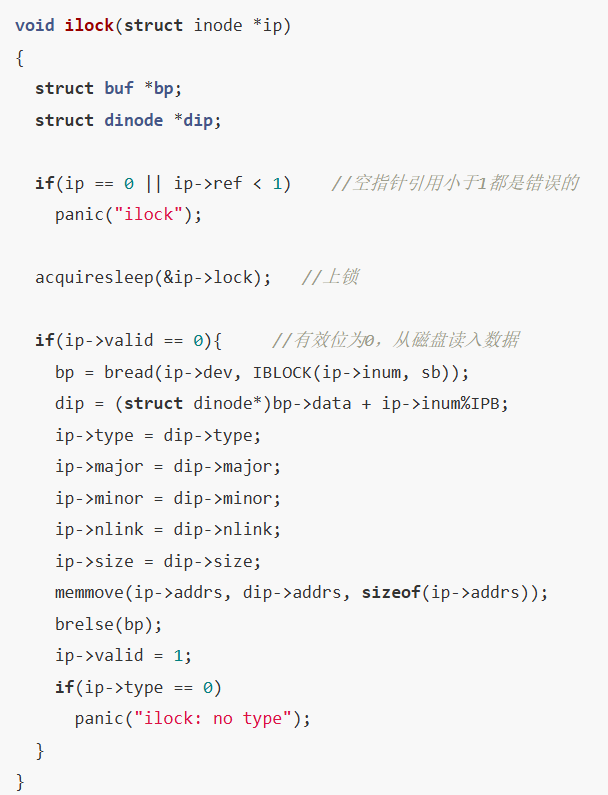 void ilock(struct inode *ip)
{
  struct buf *bp;
  struct dinode *dip;

  if(ip == 0 || ip->ref < 1)    //空指针引用小于1都是错误的
    panic("ilock");

  acquiresleep(&ip->lock);   //上锁

  if(ip->valid == 0){     //有效位为0，从磁盘读入数据
    bp = bread(ip->dev, IBLOCK(ip->inum, sb));
    dip = (struct dinode*)bp->data + ip->inum%IPB;
    ip->type = dip->type;
    ip->major = dip->major;
    ip->minor = dip->minor;
    ip->nlink = dip->nlink;
    ip->size = dip->size;
    memmove(ip->addrs, dip->addrs, sizeof(ip->addrs));
    brelse(bp);
    ip->valid = 1;
    if(ip->type == 0)
      panic("ilock: no type");
  }
}